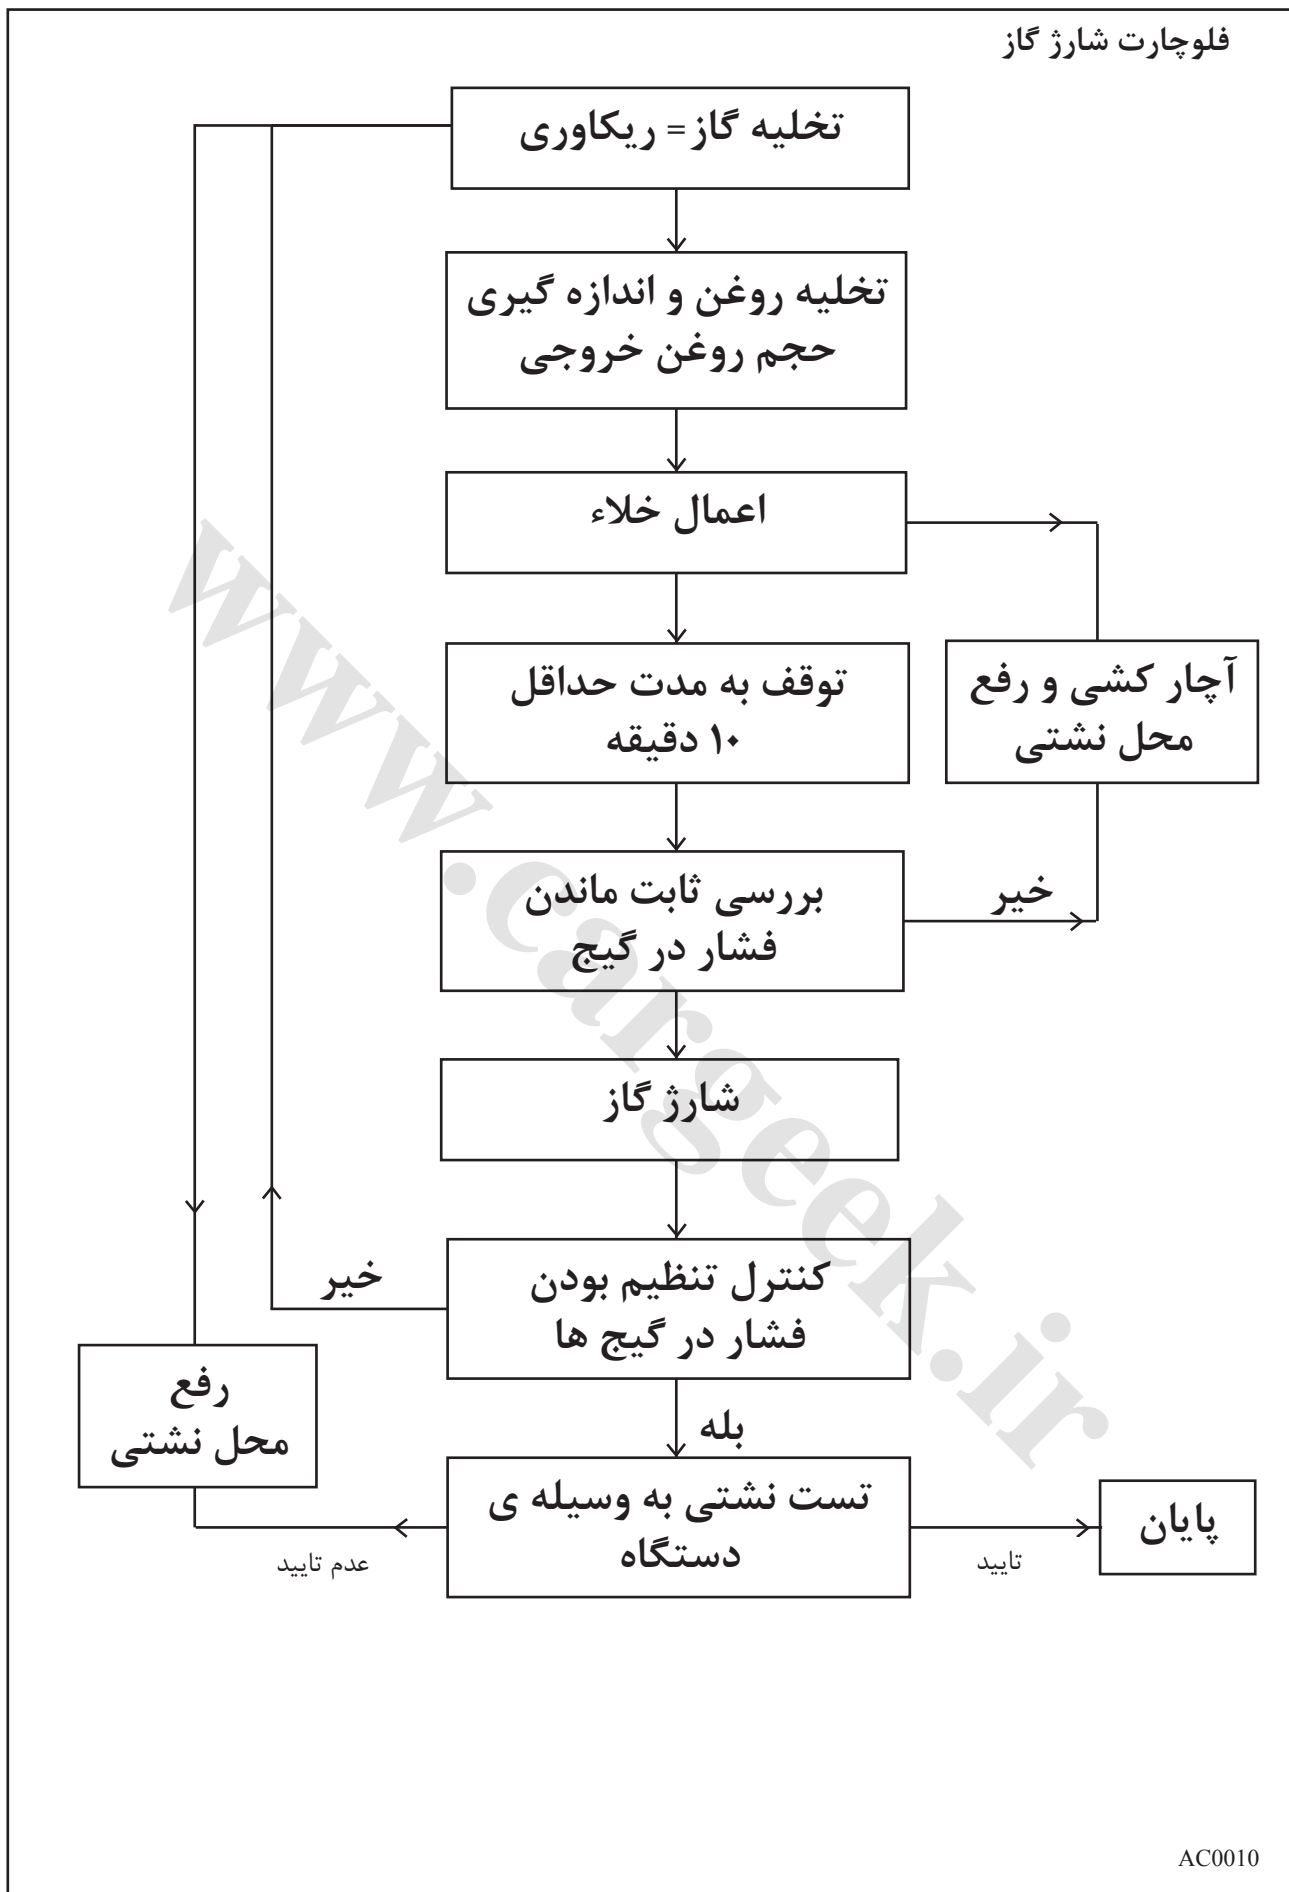 فلوچارت شارژ گاز
تخلیه گاز = ریکاوری
تخلیه روغن و اندازه گیری
حجم روغن خروجی
اعمال خلاء
توقف به مدت حداقل
۱۰ دقیقه
آچار کشی و رفع
محل نشتی
بررسی ثابت ماندن
فشار در گیج
خیر
شارژ گاز
کنترل تنظیم بودن
فشار در گیج ها
خیر
بله
رفع
محل نشتی
تست نشتی به وسیله ی
دستگاه
تایید
عدم تایید
پایان
www.cargeek.ir
AC0010